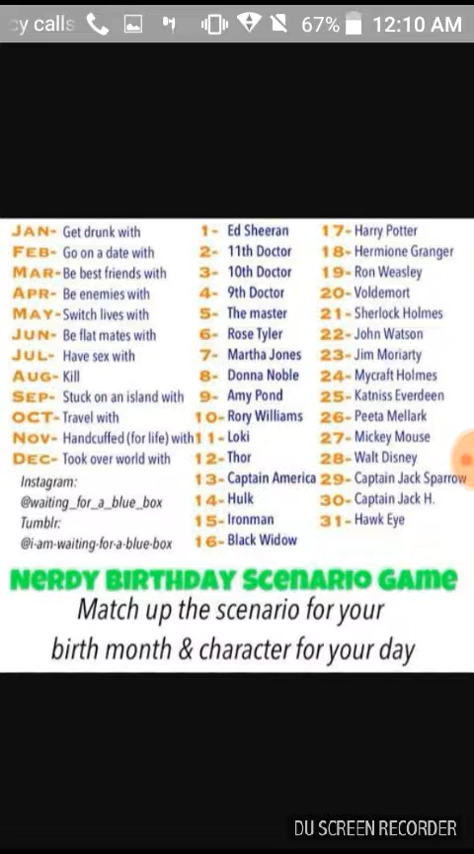 cy calls 67% 12:10 AM
JAN- Get drunk with
FEB- Go on a date with
MAR-Be best friends with
APR- Be enemies with
MAY-Switch lives with
JUN- Be flat mates with
JUL- Have sex with
AUG-Kill
SEP- Stuck on an island with
OCT-Travel with
NOV- Handcuffed (for life) with
DEC- Took over world with
Instagram:
@waiting_for_a_blue_box
Tumblr:
@i-am-waiting-for-a-blue-box
1- Ed Sheeran
2- 11th Doctor
3- 10th Doctor
4- 9th Doctor
5- The master
6- Rose Tyler
7- Martha Jones
8- Donna Noble
9- Amy Pond
10- Rory Williams
11-Loki
12-Thor
13-Captain America
14-Hulk
15-Ironman
16-Black Widow
17-Harry Potter
18-Hermione Granger
19-Ron Weasley
20-Voldemort
21-Sherlock Holmes
22-John Watson
23-Jim Moriarty
24-Mycraft Holmes
25-Katniss Everdeen
26-Peeta Mellark
27-Mickey Mouse
28-Walt Disney
29-Captain Jack Sparrow
30-Captain Jack H.
31-Hawk Eye
NERDY BIRTHDAY SCENARIO GAME
Match up the scenario for your
birth month & character for your day
DU SCREEN RECORDER